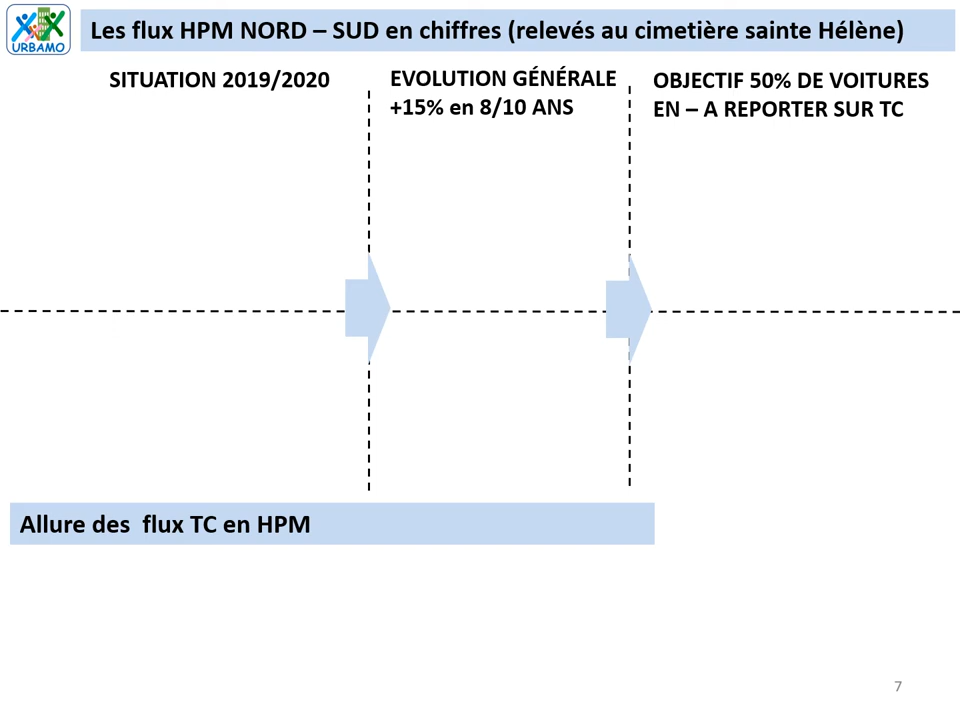 URBAMO
Les flux HPM NORD – SUD en chiffres (relevés au cimetière sainte Hélène)
SITUATION 2019/2020
EVOLUTION GÉNÉRALE
+15% en 8/10 ANS
OBJECTIF 50% DE VOITURES
EN – A REPORTER SUR TC
Allure des  flux TC en HPM
7